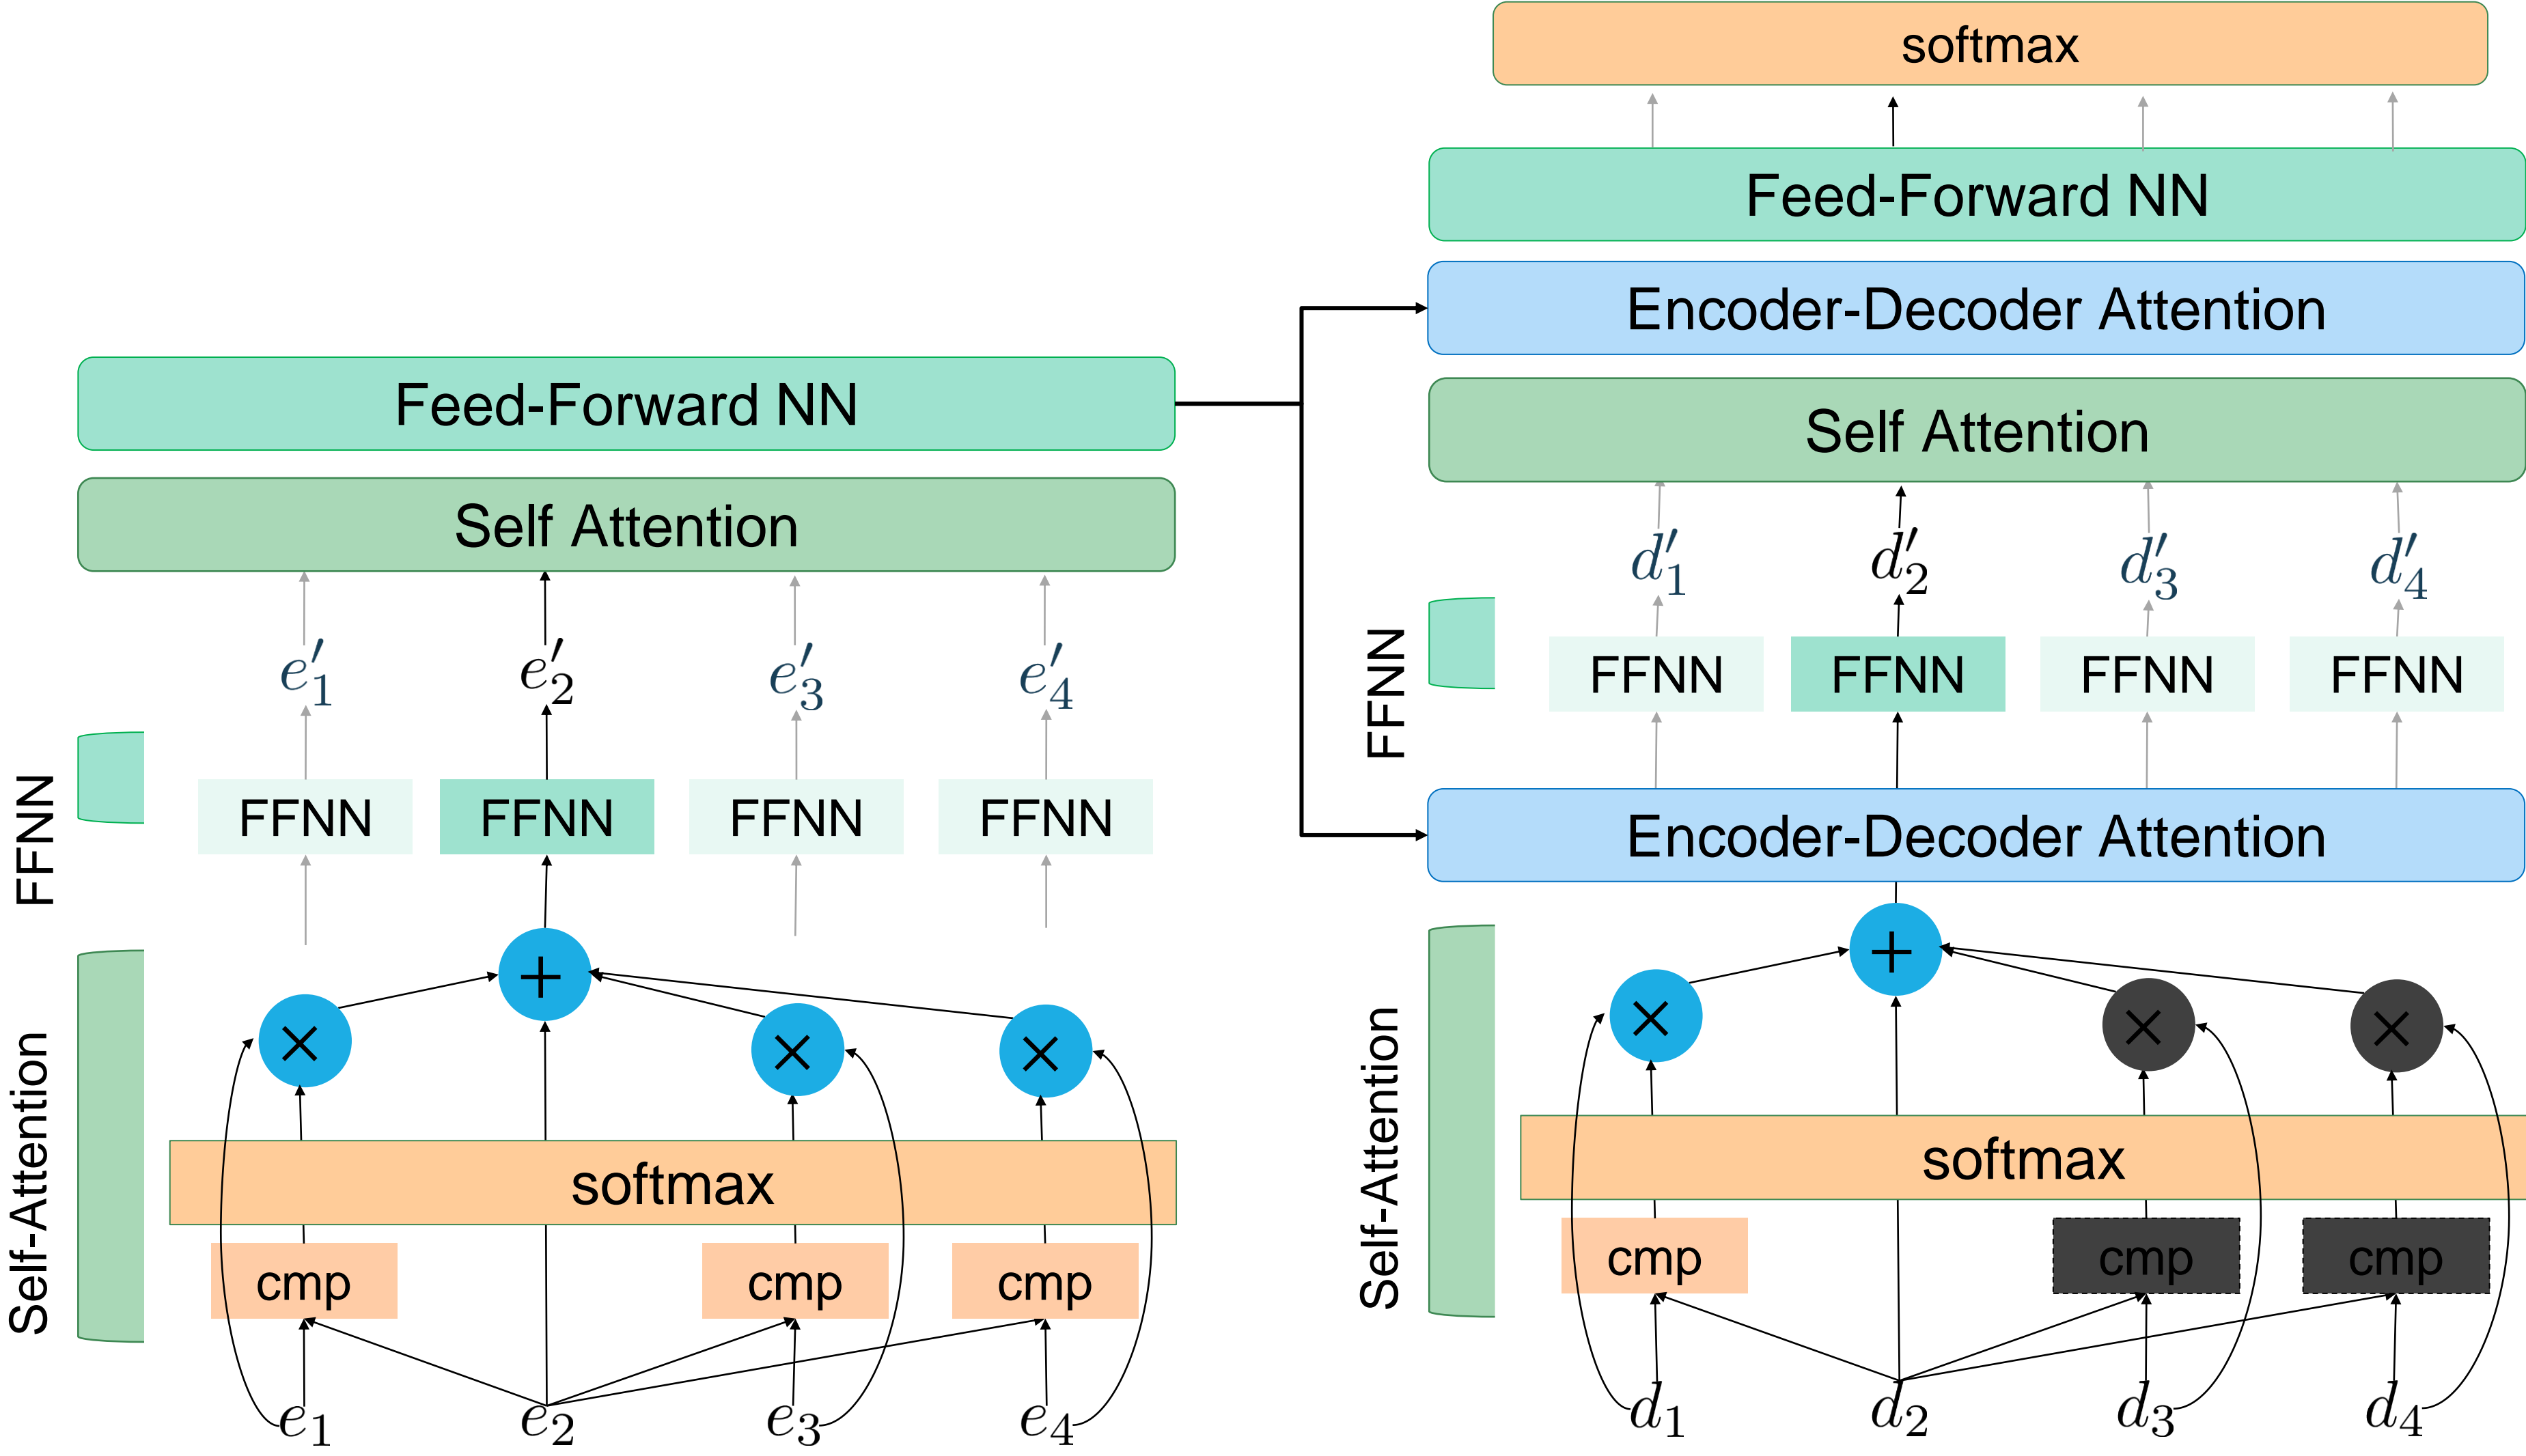 softmax
Feed-Forward NN
Encoder-Decoder Attention
Self Attention
d′₁ d′₂ d′₃ d′₄
FFNN
FFNN FFNN FFNN FFNN
Encoder-Decoder Attention
Self-Attention
+
× × ×
softmax
cmp cmp cmp
d₁ d₂ d₃ d₄
Feed-Forward NN
Self Attention
e′₁ e′₂ e′₃ e′₄
FFNN
FFNN FFNN FFNN FFNN
Self-Attention
+
× × ×
softmax
cmp cmp cmp
e₁ e₂ e₃ e₄